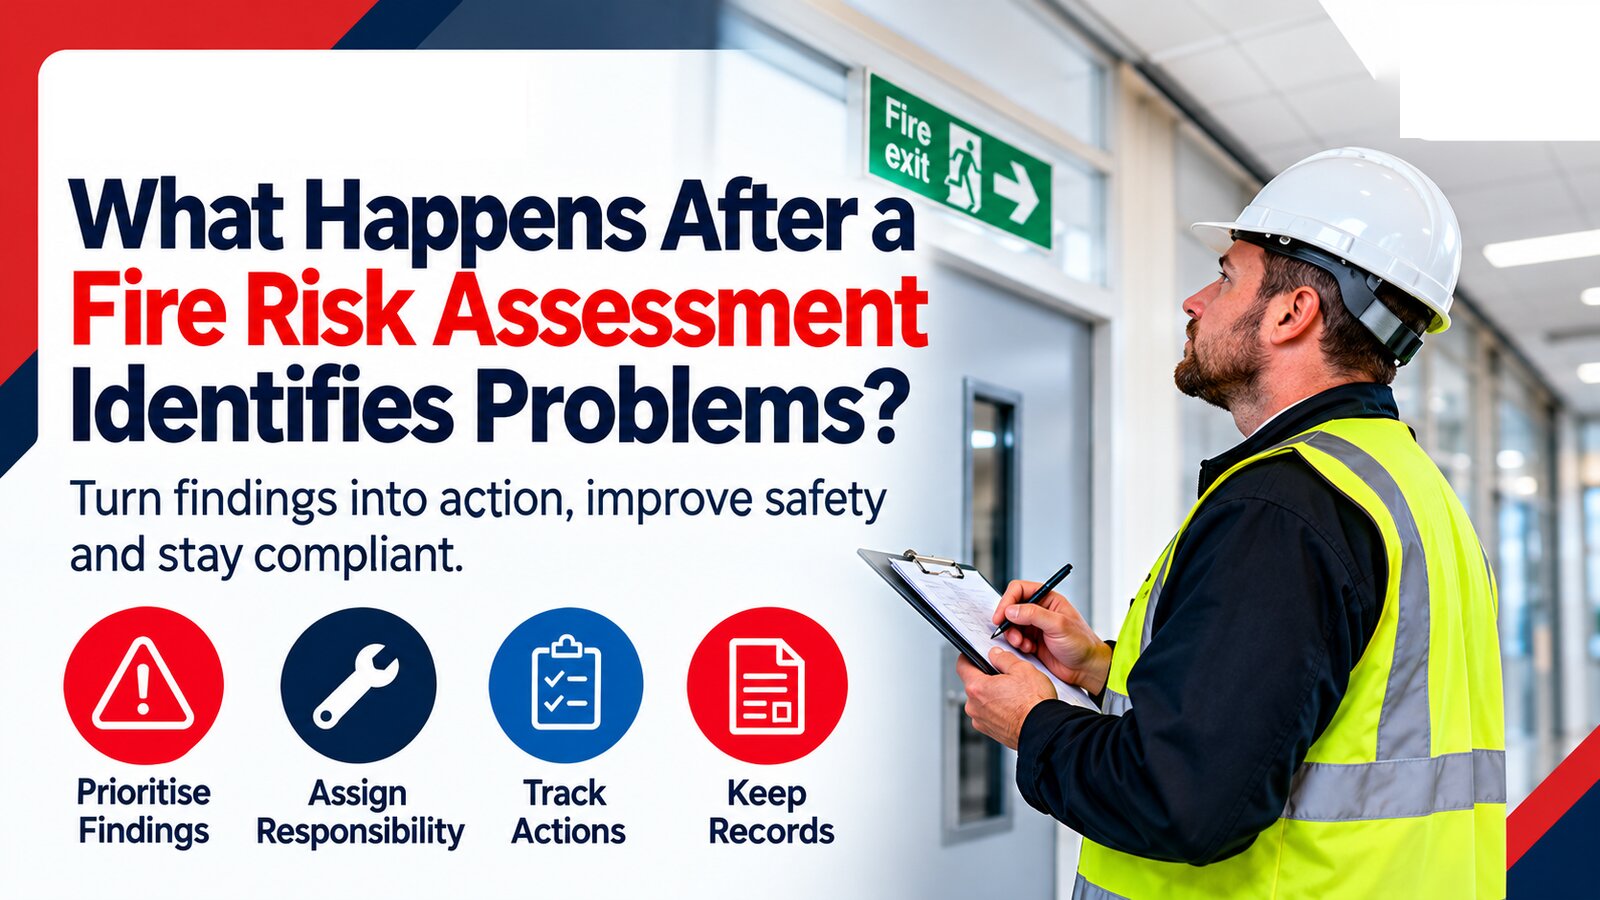 Fire
exit
What Happens After a
Fire Risk Assessment
Identifies Problems?
Turn findings into action, improve safety
and stay compliant.
Prioritise
Findings
Assign
Responsibility
Track
Actions
Keep
Records